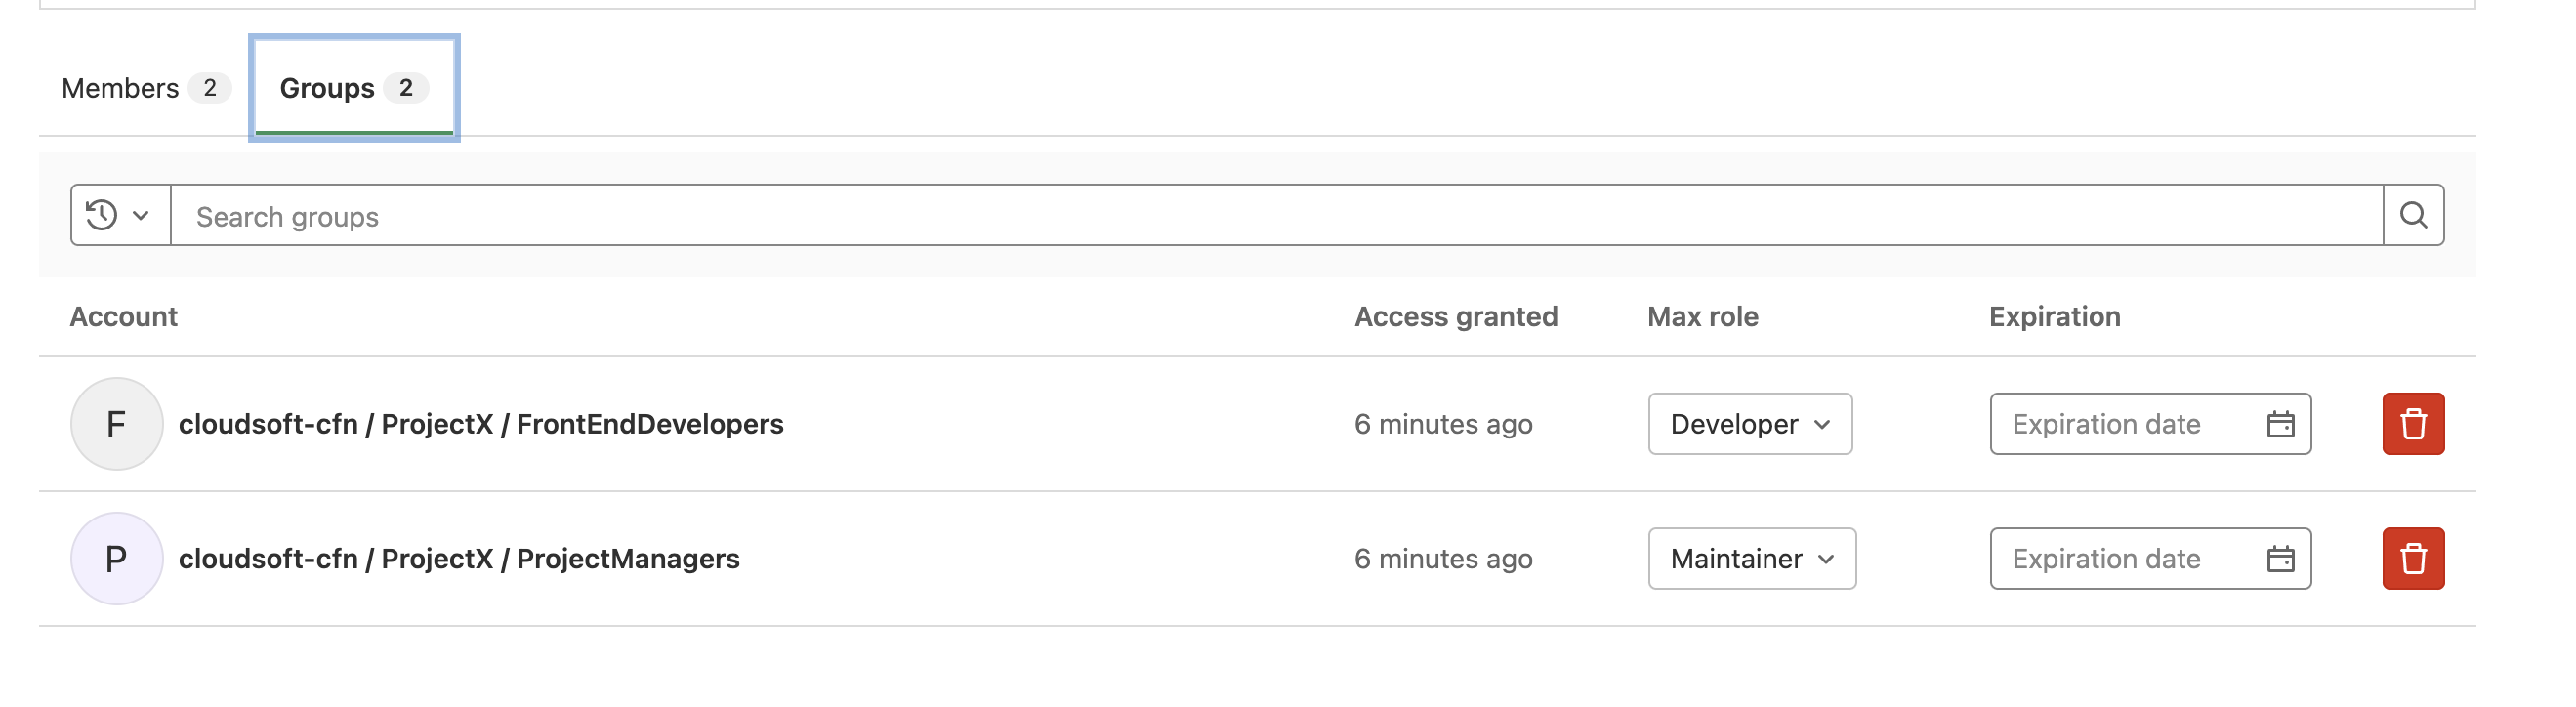 Members 2 Groups 2
Search groups
Account Access granted Max role Expiration
F cloudsoft-cfn / ProjectX / FrontEndDevelopers 6 minutes ago Developer Expiration date
P cloudsoft-cfn / ProjectX / ProjectManagers 6 minutes ago Maintainer Expiration date